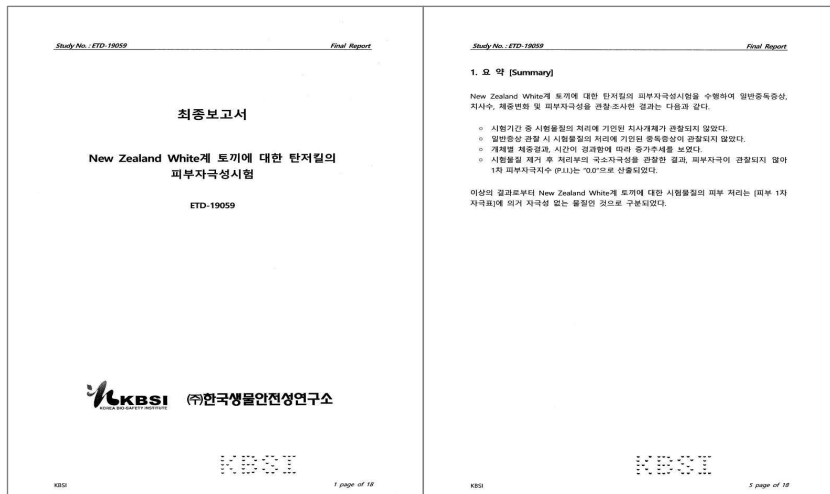 Study No. : ETD-19059
Final Report
최종보고서
New Zealand White계 토끼에 대한 탄저킬의
피부자극성시험
ETD-19059
KBSI
KOREA BIO-SAFETY INSTITUTE
(주)한국생물안전성연구소
KBSI
KBSI
1 page of 18
Study No. : ETD-19059
Final Report
1. 요 약 [Summary]
New Zealand White계 토끼에 대한 탄저킬의 피부자극성시험을 수행하여 일반중독증상,
치사수, 체중변화 및 피부자극성을 관찰·조사한 결과는 다음과 같다.
○ 시험기간 중 시험물질의 처리에 기인된 치사개체가 관찰되지 않았다.
○ 일반증상 관찰 시 시험물질의 처리에 기인된 중독증상이 관찰되지 않았다.
○ 개체별 체중결과, 시간이 경과함에 따라 증가추세를 보였다.
○ 시험물질 제거 후 처리부의 국소자극성을 관찰한 결과, 피부자극이 관찰되지 않아
1차 피부자극지수 (P.I.I.)는 “0.0”으로 산출되었다.
이상의 결과로부터 New Zealand White계 토끼에 대한 시험물질의 피부 처리는 [피부 1차
자극표]에 의거 자극성 없는 물질인 것으로 구분되었다.
KBSI
KBSI
5 page of 18